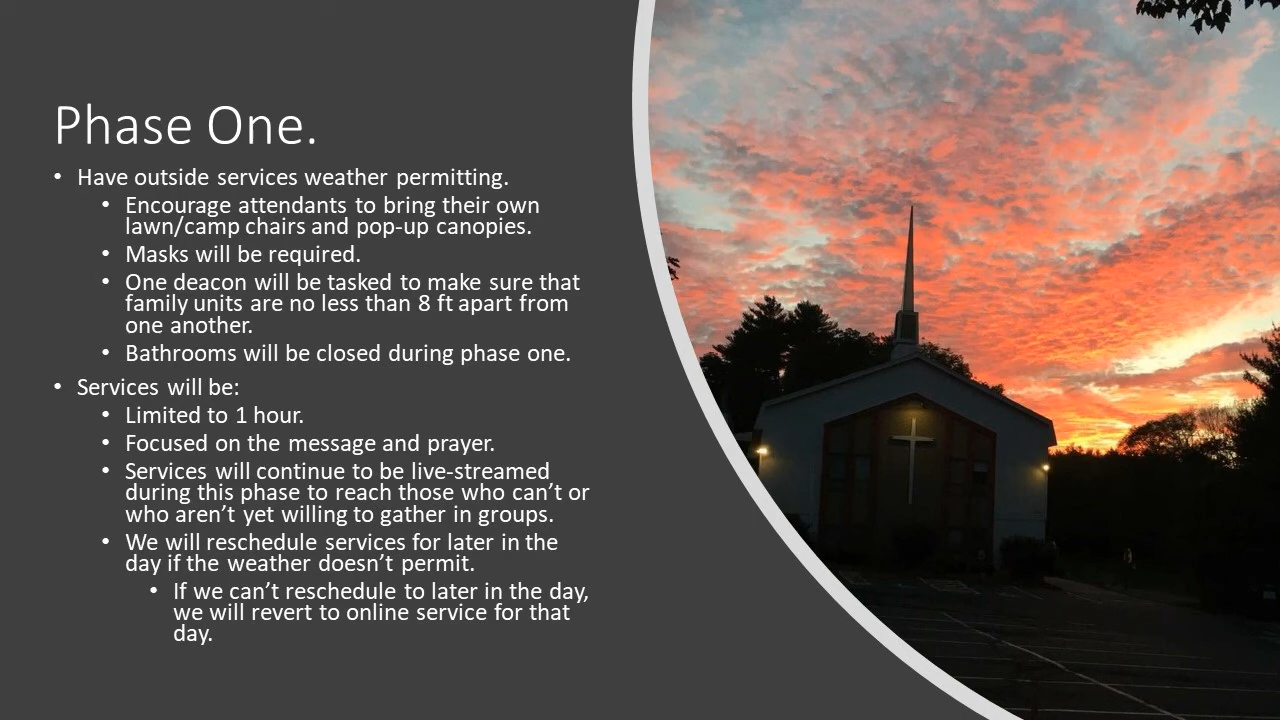 Phase One.
• Have outside services weather permitting.
• Encourage attendants to bring their own
lawn/camp chairs and pop-up canopies.
• Masks will be required.
• One deacon will be tasked to make sure that
family units are no less than 8 ft apart from
one another.
• Bathrooms will be closed during phase one.
• Services will be:
• Limited to 1 hour.
• Focused on the message and prayer.
• Services will continue to be live-streamed
during this phase to reach those who can’t or
who aren’t yet willing to gather in groups.
• We will reschedule services for later in the
day if the weather doesn’t permit.
• If we can’t reschedule to later in the day,
we will revert to online service for that
day.